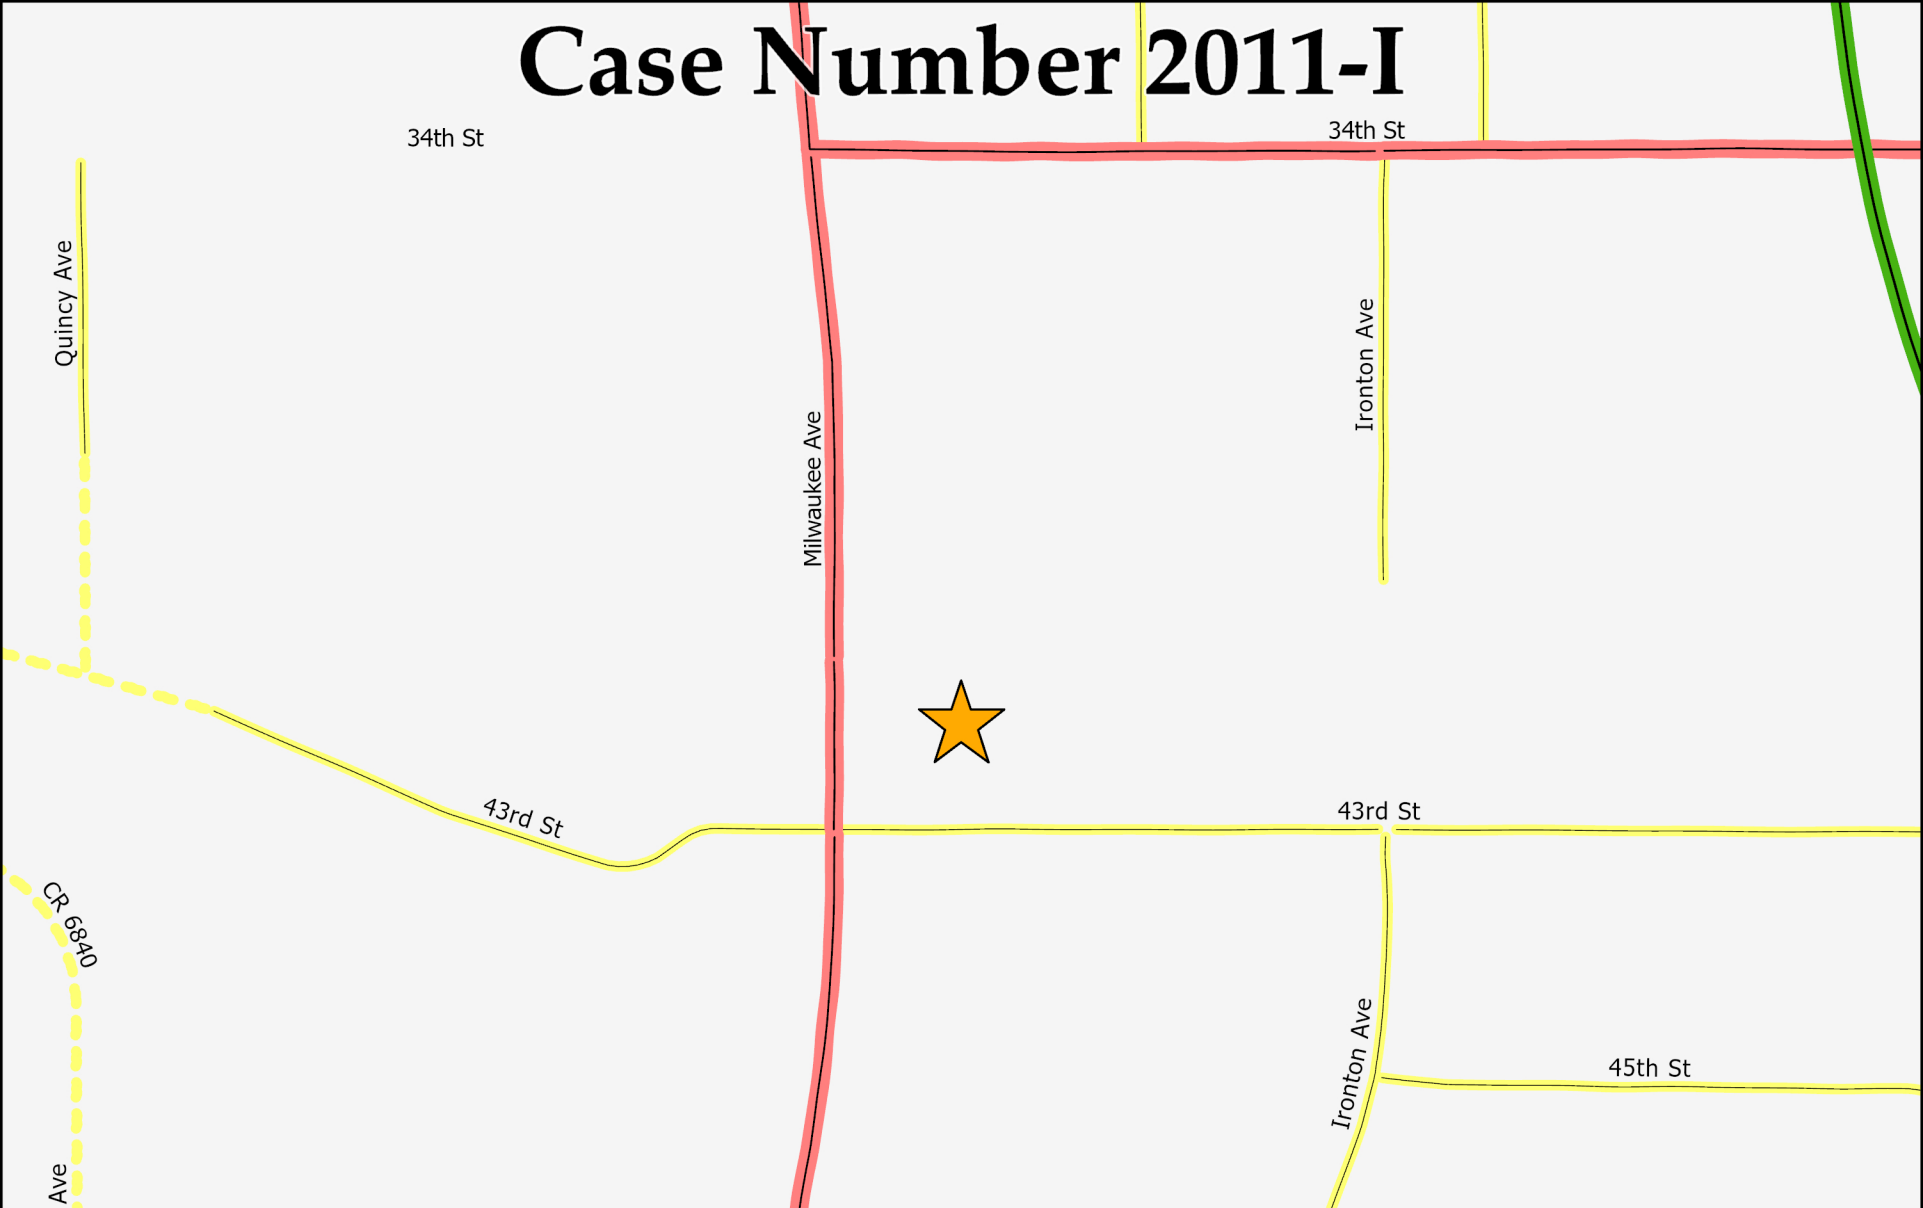 Case Number 2011-I
34th St
34th St
Quincy Ave
Ironton Ave
Milwaukee Ave
43rd St
43rd St
CR 6840
Ironton Ave
45th St
Ave